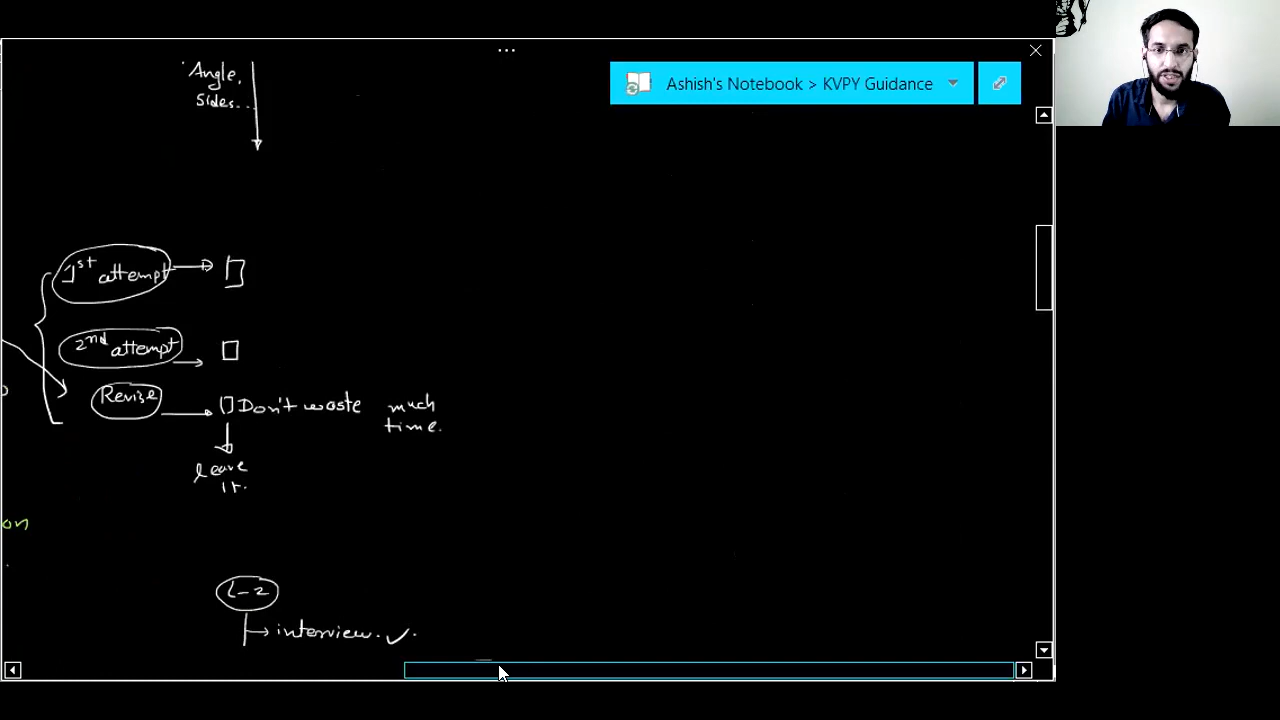 Angle,
Sides..
Ashish's Notebook > KVPY Guidance
1st attempt
2nd attempt
Revise
Don't waste much
time.
leave
it.
on
L-2
interview.